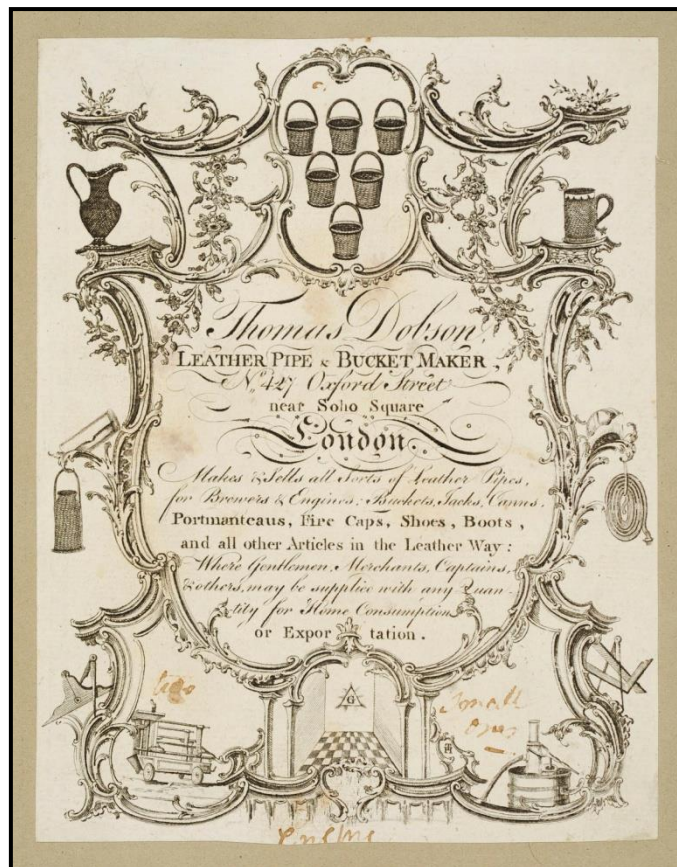 Thomas Dobson,
LEATHER PIPE & BUCKET MAKER,
No. 427 Oxford Street
near Soho Square
London
Makes & Sells all Sorts of Leather Pipes,
for Brewers & Engines; Buckets, Jacks, Canns,
Portmanteaus, Fire Caps, Shoes, Boots,
and all other Articles in the Leather Way:
Where Gentlemen, Merchants, Captains,
& others, may be supplied with any Quan-
tity for Home Consumption
or Expor tation.
G